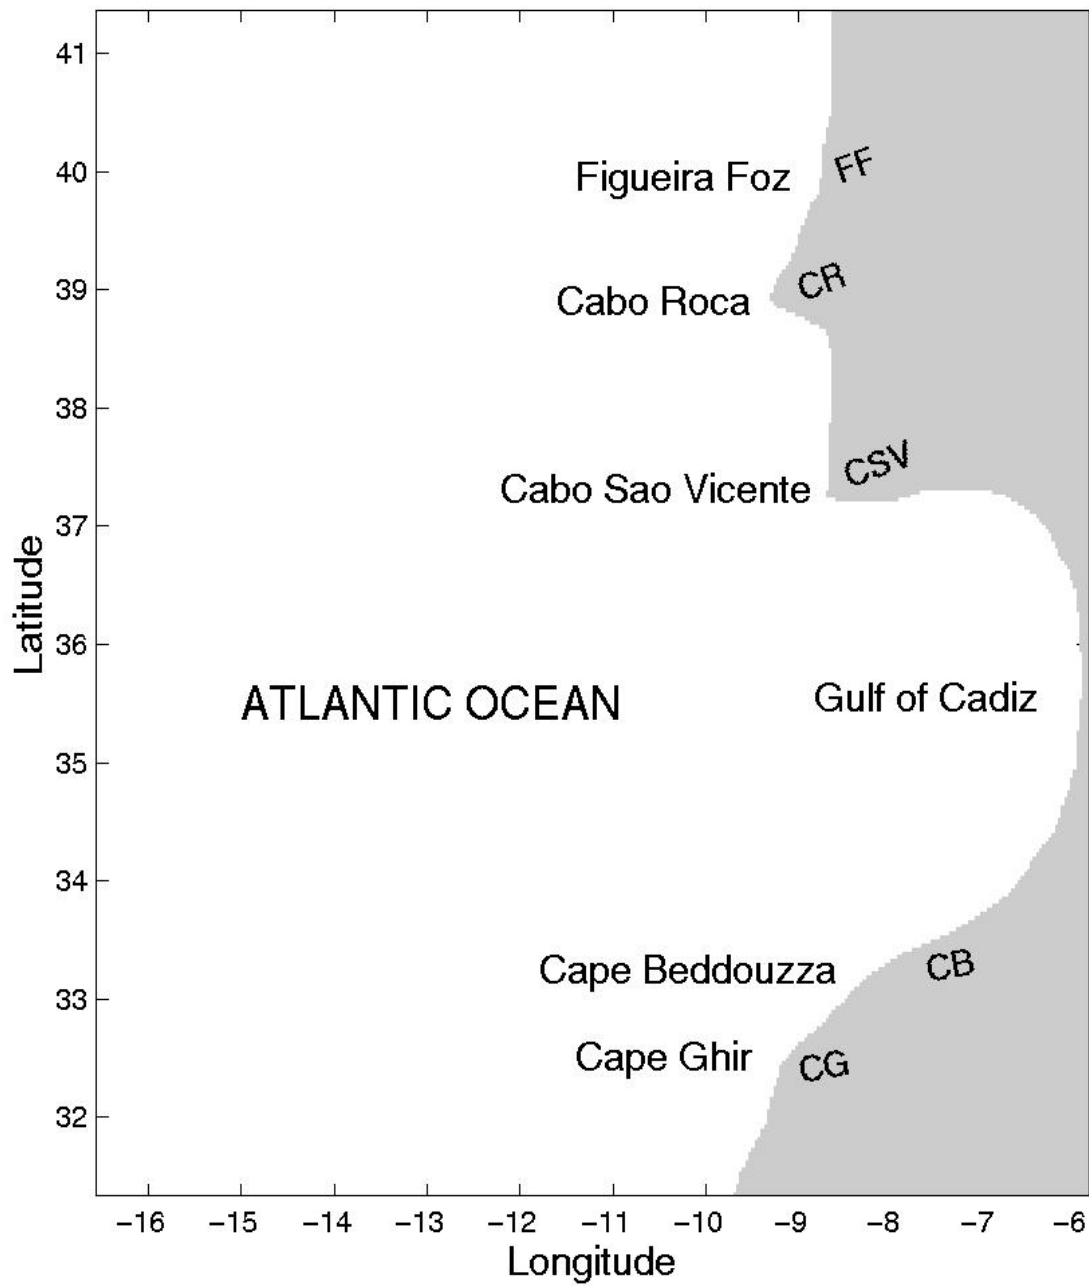 41
Figueira Foz
FF
40
CR
39
Cabo Roca
38
CSV
Cabo Sao Vicente
37
Latitude
36
ATLANTIC OCEAN
Gulf of Cadiz
35
34
Cape Beddouzza
CB
33
Cape Ghir
CG
32
−16 −15 −14 −13 −12 −11 −10 −9 −8 −7 −6
Longitude